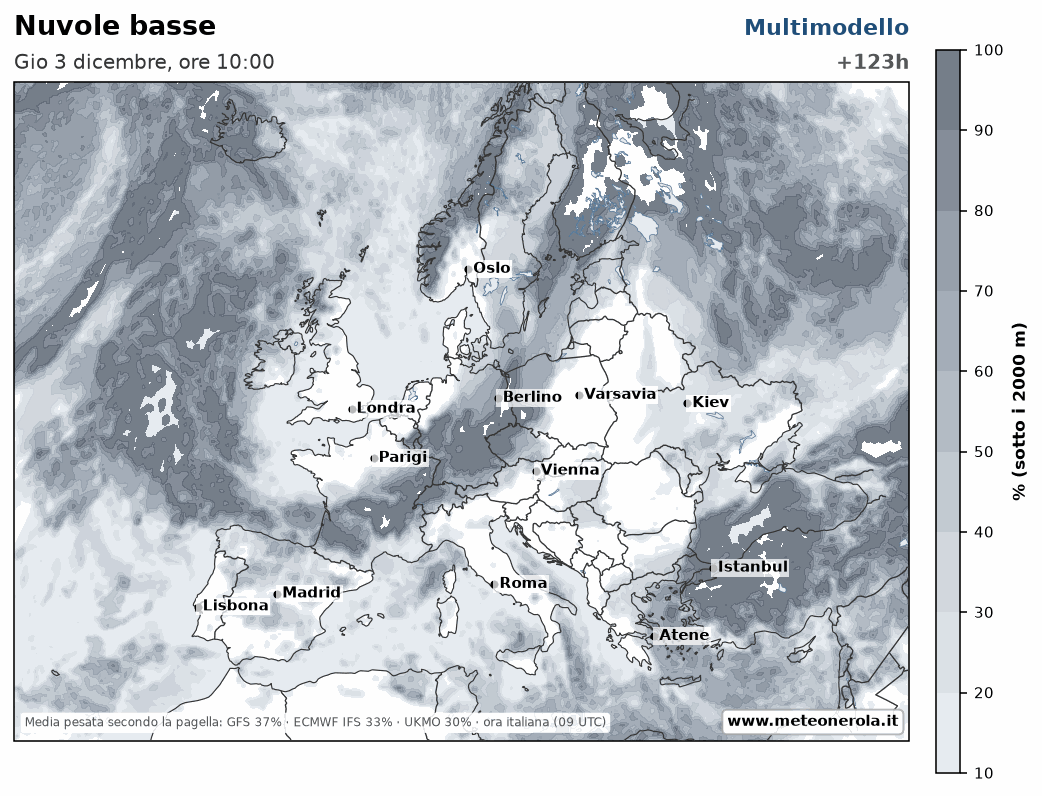 Nuvole basse
Multimodello
Gio 3 dicembre, ore 10:00
+123h
100
90
80
70
60
50
40
30
20
10
% (sotto i 2000 m)
Oslo
Berlino
Varsavia
Kiev
Londra
Parigi
Vienna
Istanbul
Roma
Madrid
Lisbona
Atene
Media pesata secondo la pagella: GFS 37% · ECMWF IFS 33% · UKMO 30% · ora italiana (09 UTC)
www.meteonerola.it